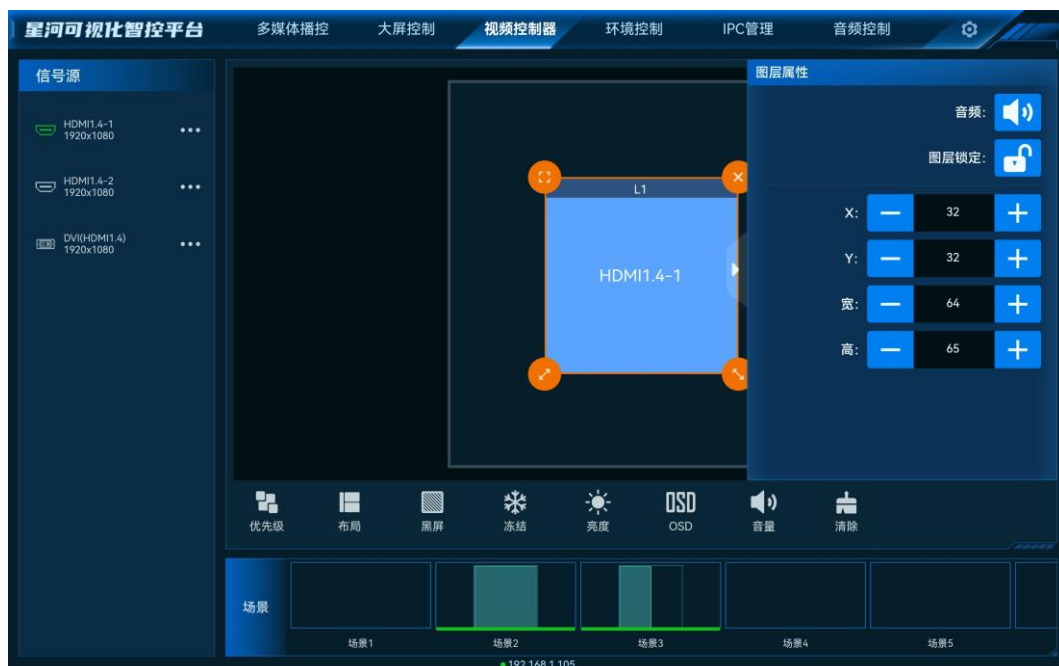 星河可视化智控平台
多媒体播控 大屏控制 视频控制器 环境控制 IPC管理 音频控制
信号源
HDMI1.4-1
1920x1080
HDMI1.4-2
1920x1080
DVI(HDMI1.4)
1920x1080
L1
HDMI1.4-1
图层属性
音频:
图层锁定:
X: 32
Y: 32
宽: 64
高: 65
优先级 布局 黑屏 冻结 亮度 OSD 音量 清除
OSD
场景
场景1 场景2 场景3 场景4 场景5
192.168.1.105